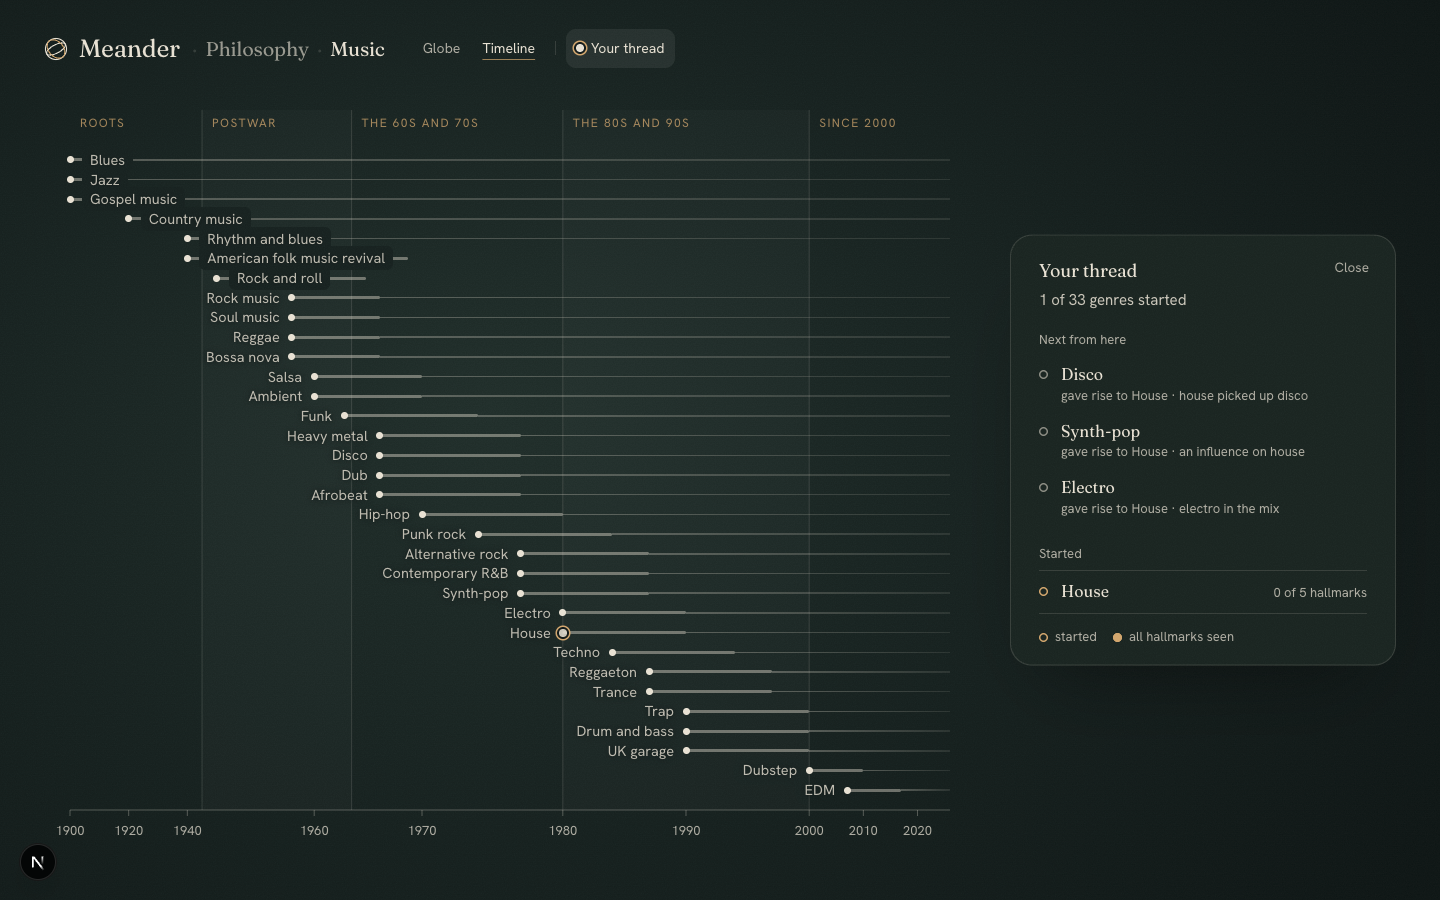 Meander · Philosophy · Music Globe Timeline Your thread
ROOTS POSTWAR THE 60S AND 70S THE 80S AND 90S SINCE 2000
Blues
Jazz
Gospel music
Country music
Rhythm and blues
American folk music revival
Rock and roll
Rock music
Soul music
Reggae
Bossa nova
Salsa
Ambient
Funk
Heavy metal
Disco
Dub
Afrobeat
Hip-hop
Punk rock
Alternative rock
Contemporary R&B
Synth-pop
Electro
House
Techno
Reggaeton
Trance
Trap
Drum and bass
UK garage
Dubstep
EDM
1900 1920 1940 1960 1970 1980 1990 2000 2010 2020
N
Your thread Close
1 of 33 genres started
Next from here
Disco
gave rise to House · house picked up disco
Synth-pop
gave rise to House · an influence on house
Electro
gave rise to House · electro in the mix
Started
House 0 of 5 hallmarks
started all hallmarks seen